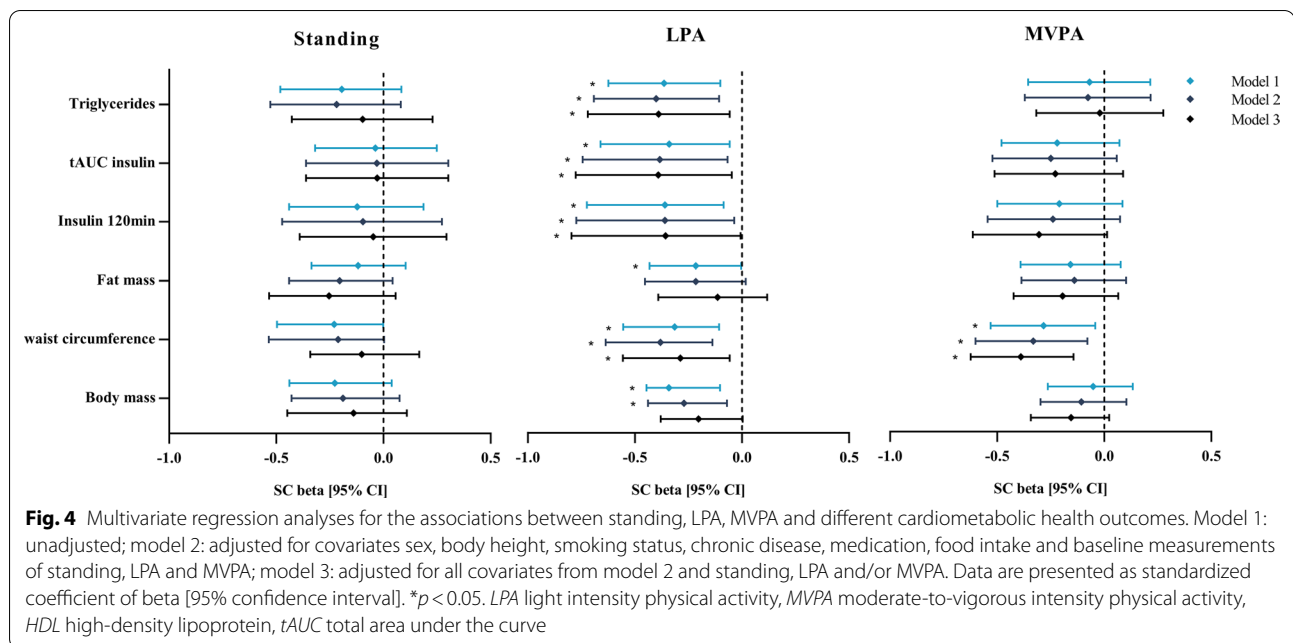 Standing
LPA
MVPA
Model 1
Model 2
Model 3
Triglycerides
tAUC insulin
Insulin 120min
Fat mass
waist circumference
Body mass
* * *
* * *
* * *
*
* * *
* *
* * *
-1.0 -0.5 0.0 0.5
-1.0 -0.5 0.0 0.5
-1.0 -0.5 0.0 0.5
SC beta [95% CI]
SC beta [95% CI]
SC beta [95% CI]
Fig. 4 Multivariate regression analyses for the associations between standing, LPA, MVPA and different cardiometabolic health outcomes. Model 1:
unadjusted; model 2: adjusted for covariates sex, body height, smoking status, chronic disease, medication, food intake and baseline measurements
of standing, LPA and MVPA; model 3: adjusted for all covariates from model 2 and standing, LPA and/or MVPA. Data are presented as standardized
coefficient of beta [95% confidence interval]. *p < 0.05. LPA light intensity physical activity, MVPA moderate-to-vigorous intensity physical activity,
HDL high-density lipoprotein, tAUC total area under the curve